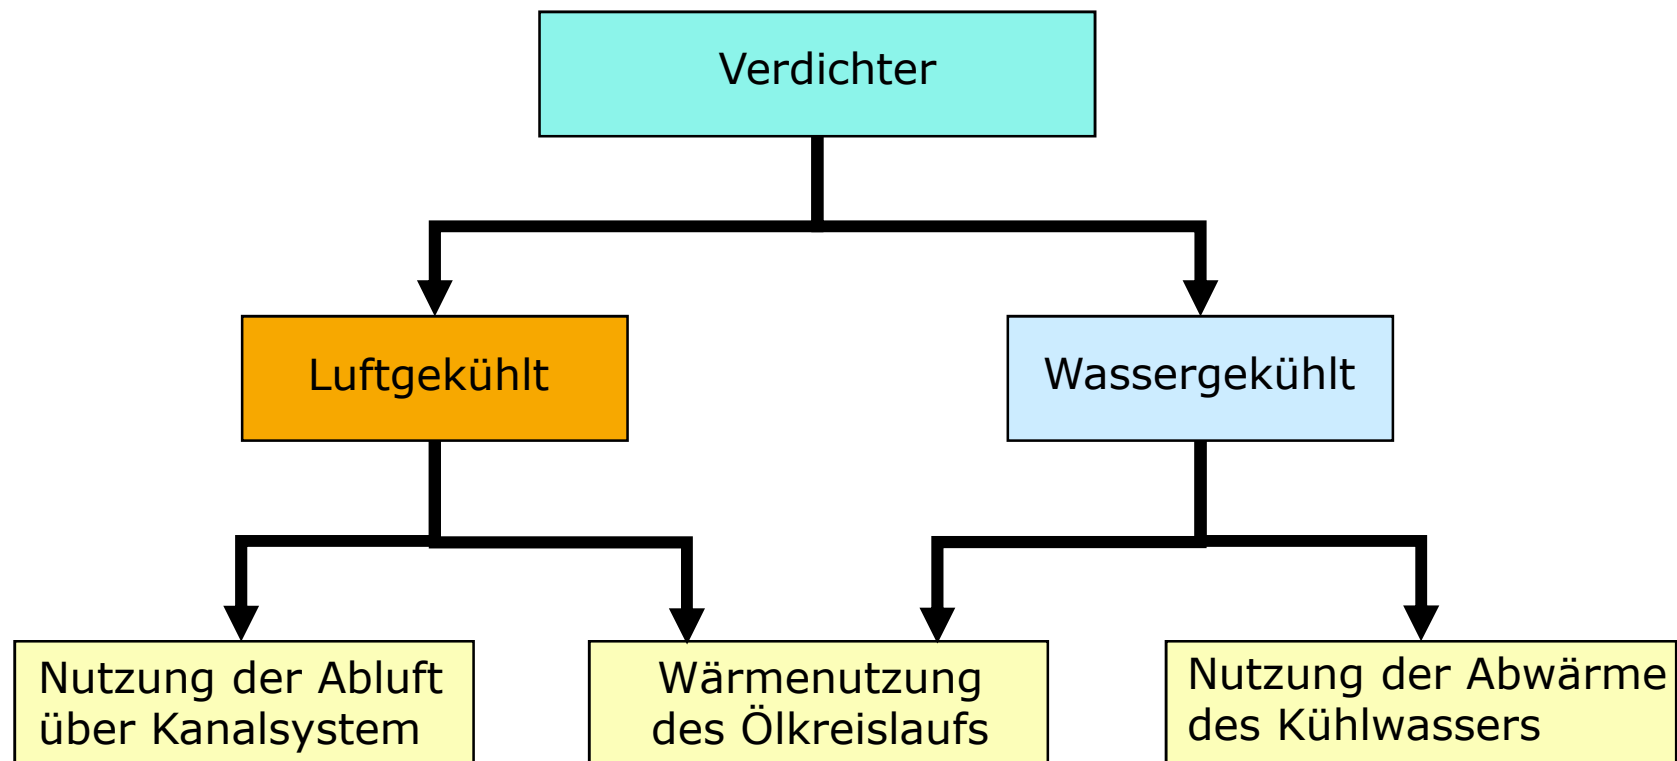 Verdichter
Luftgekühlt
Wassergekühlt
Nutzung der Abluft
über Kanalsystem
Wärmenutzung
des Ölkreislaufs
Nutzung der Abwärme
des Kühlwassers